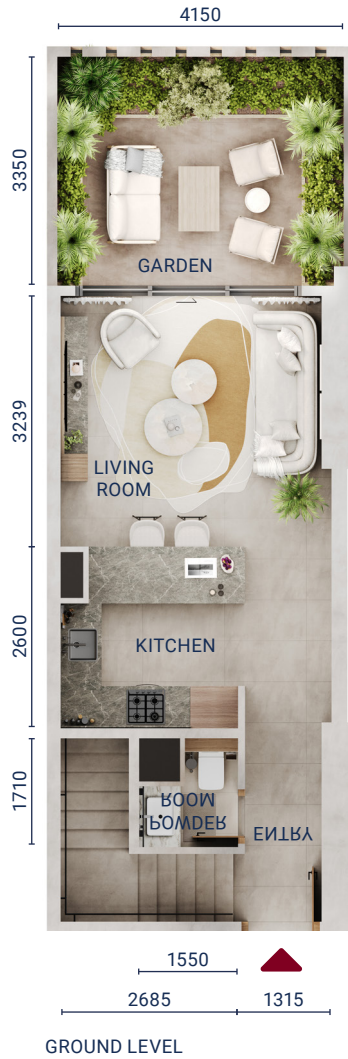 4150
3350
GARDEN
3239
LIVING
ROOM
2600
KITCHEN
1710
POWDER
ROOM
ENTRY
1550
2685
1315
GROUND LEVEL